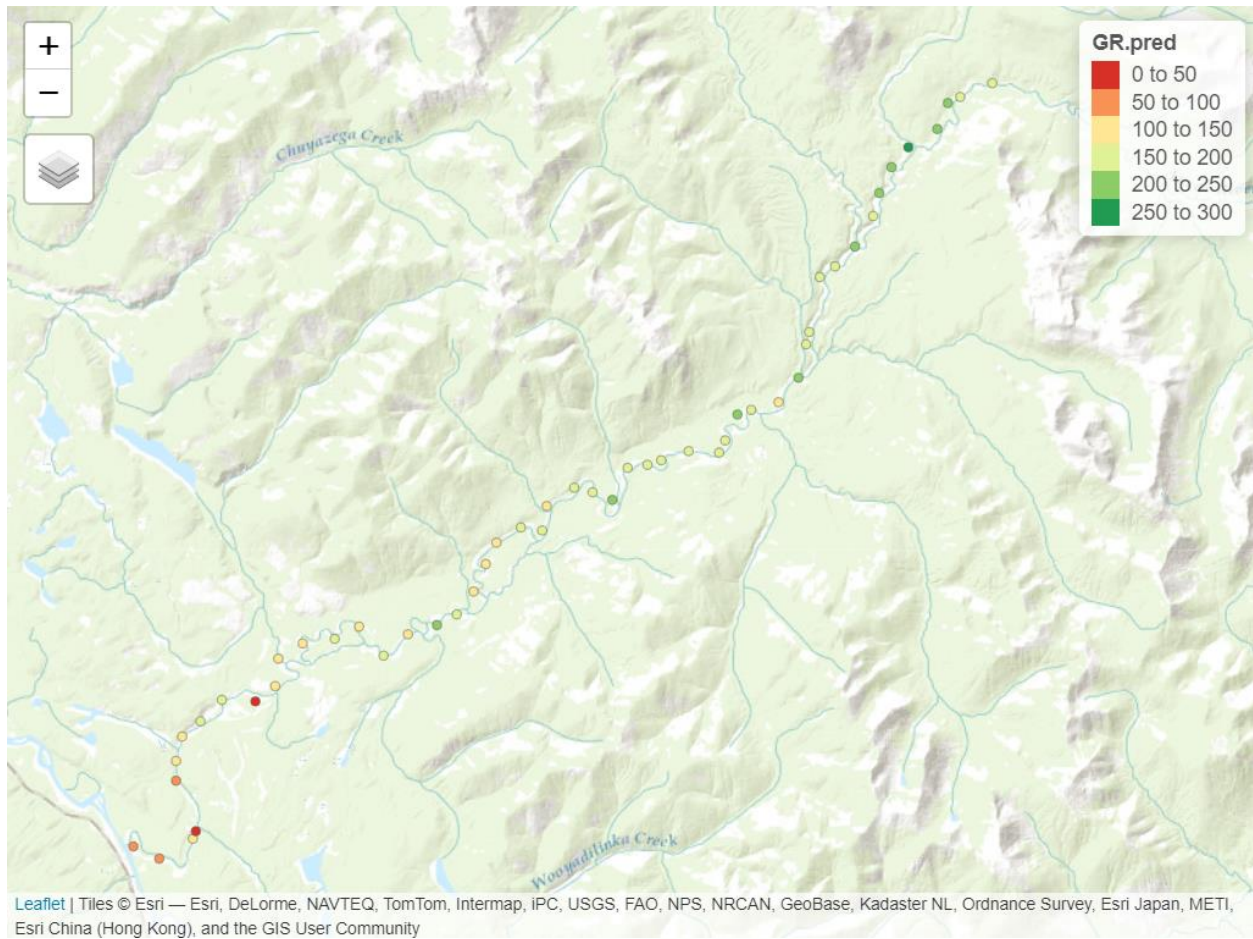 +
−
GR.pred
0 to 50
50 to 100
100 to 150
150 to 200
200 to 250
250 to 300
Chuyazega Creek
Wooyadilinka Creek
Leaflet | Tiles © Esri — Esri, DeLorme, NAVTEQ, TomTom, Intermap, iPC, USGS, FAO, NPS, NRCAN, GeoBase, Kadaster NL, Ordnance Survey, Esri Japan, METI,
Esri China (Hong Kong), and the GIS User Community